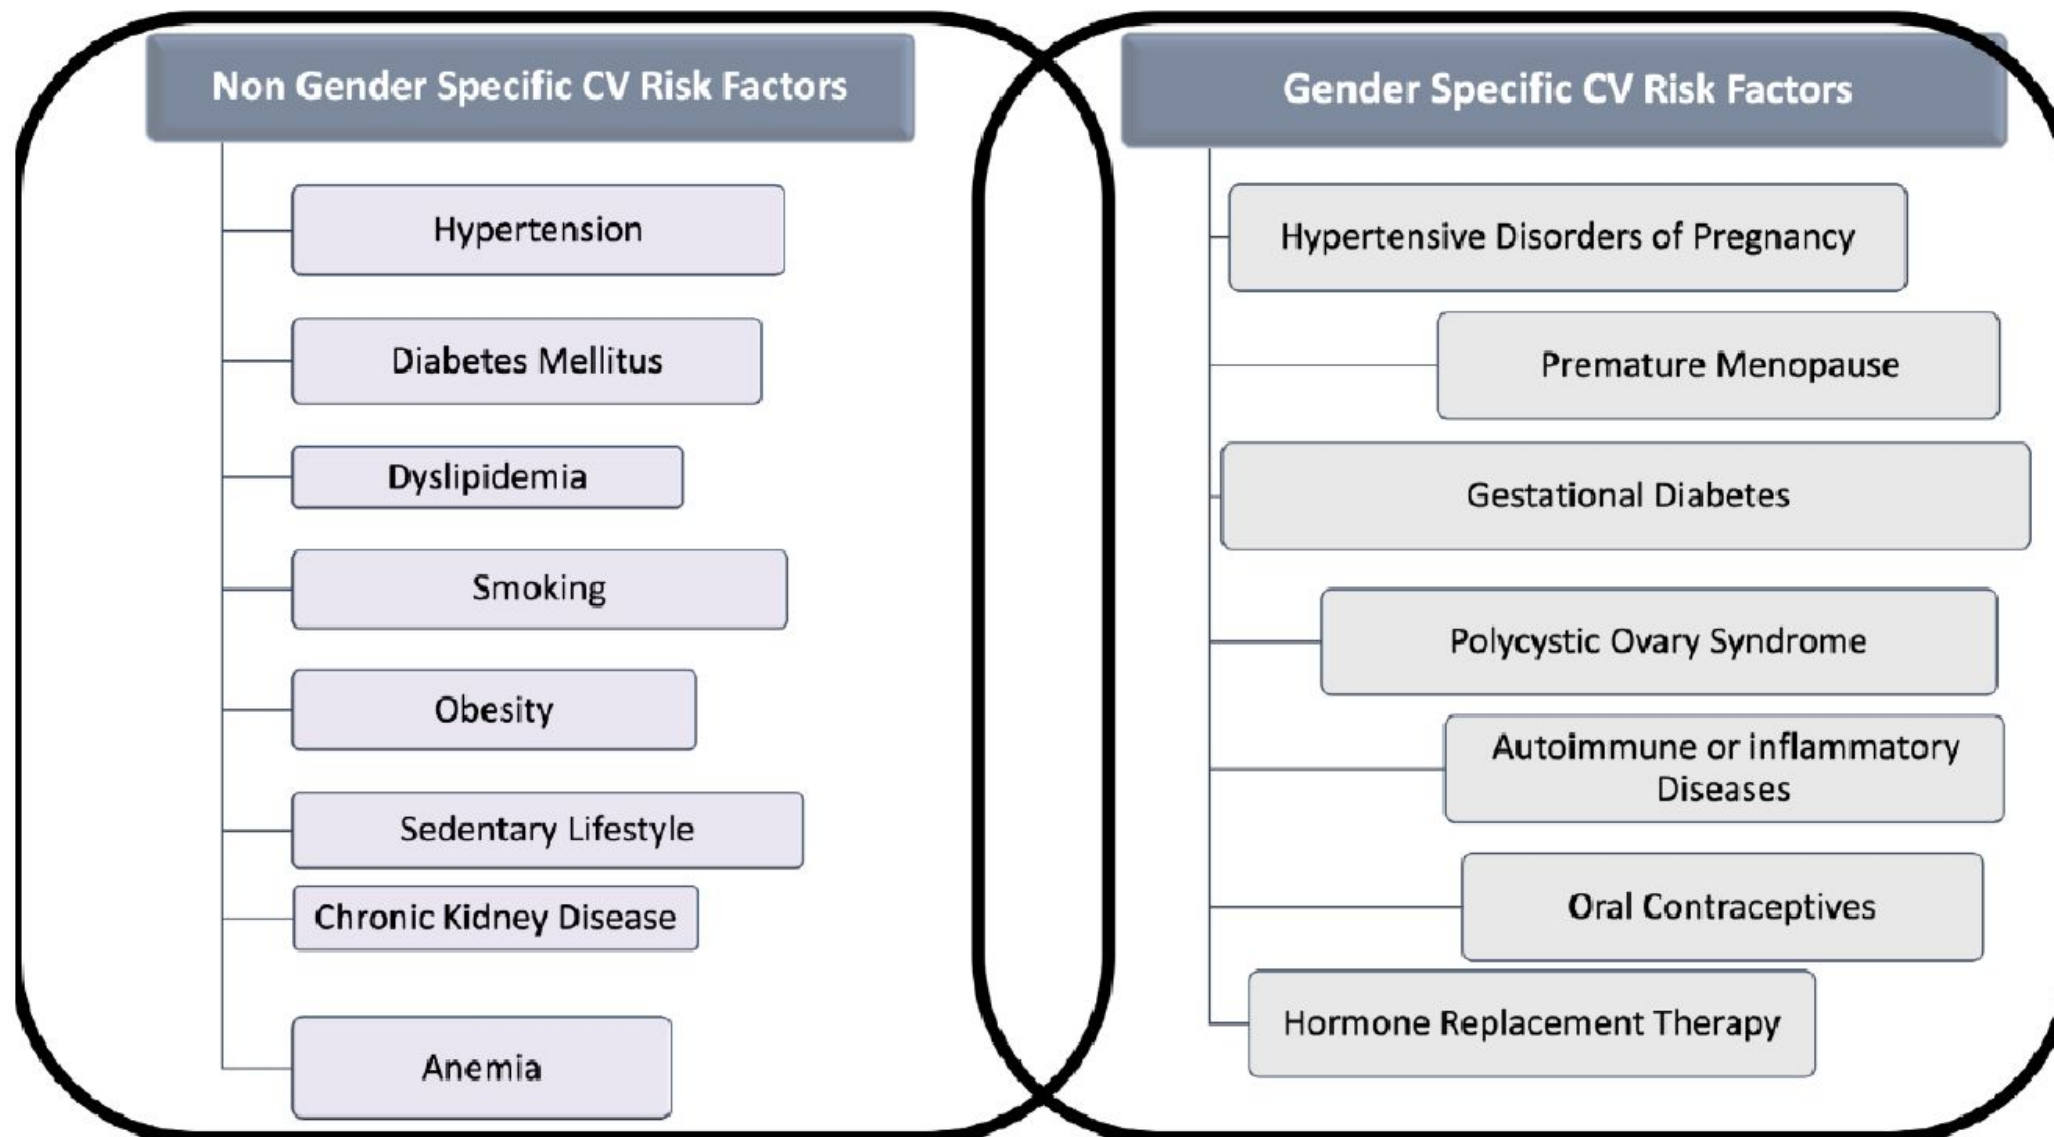 Non Gender Specific CV Risk Factors
Hypertension
Diabetes Mellitus
Dyslipidemia
Smoking
Obesity
Sedentary Lifestyle
Chronic Kidney Disease
Anemia
Gender Specific CV Risk Factors
Hypertensive Disorders of Pregnancy
Premature Menopause
Gestational Diabetes
Polycystic Ovary Syndrome
Autoimmune or inflammatory
Diseases
Oral Contraceptives
Hormone Replacement Therapy